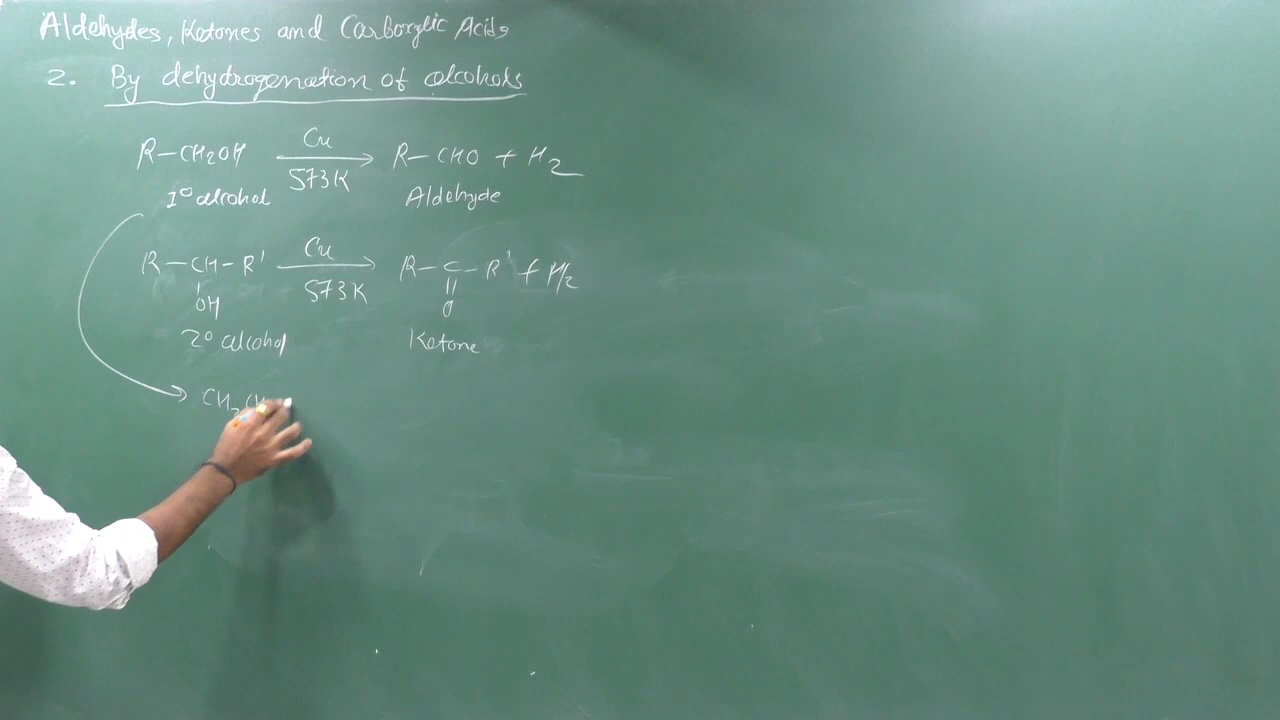 Aldehydes, Ketones and Carboxylic Acids
2. By dehydrogenation of alcohols
R-CH2OH Cu 573K → R-CHO + H2
1° alcohol Aldehyde
R-CH-R' Cu 573K → R-C-R' + H2
OH || O
2° alcohol Ketone
→ CH3CH